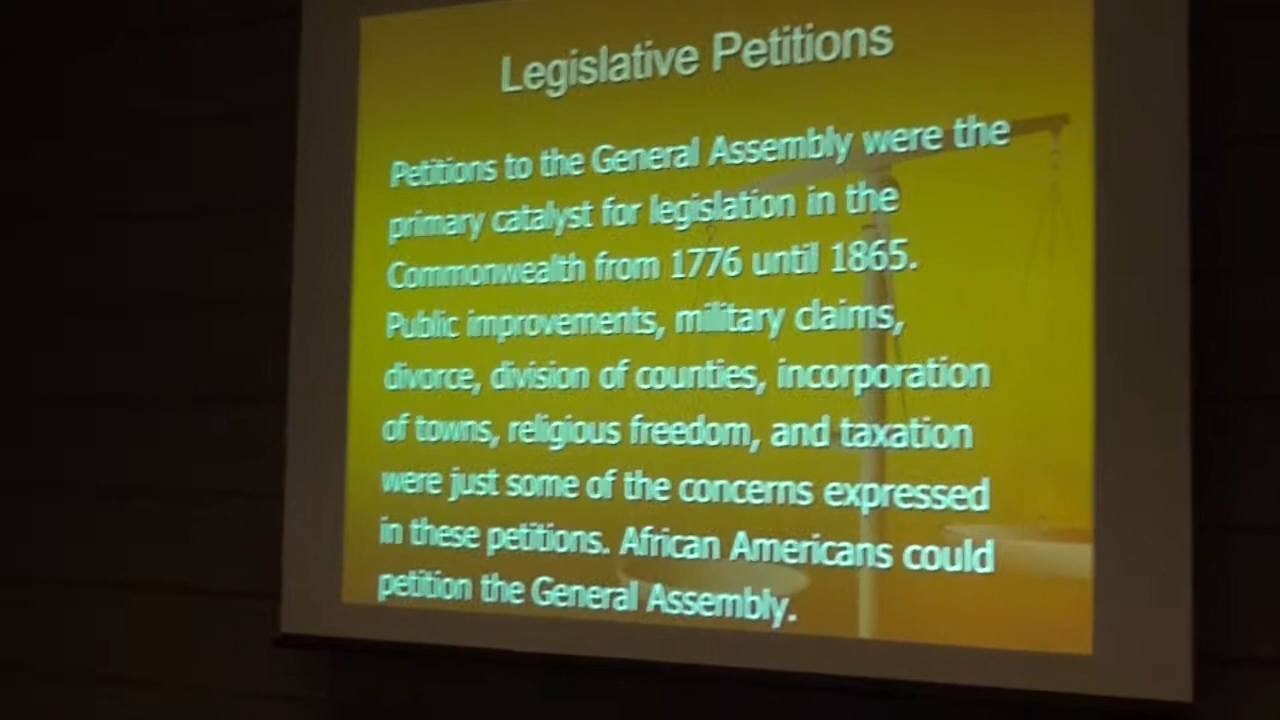 Legislative Petitions
Petitions to the General Assembly were the
primary catalyst for legislation in the
Commonwealth from 1776 until 1865.
Public improvements, military claims,
divorce, division of counties, incorporation
of towns, religious freedom, and taxation
were just some of the concerns expressed
in these petitions. African Americans could
petition the General Assembly.